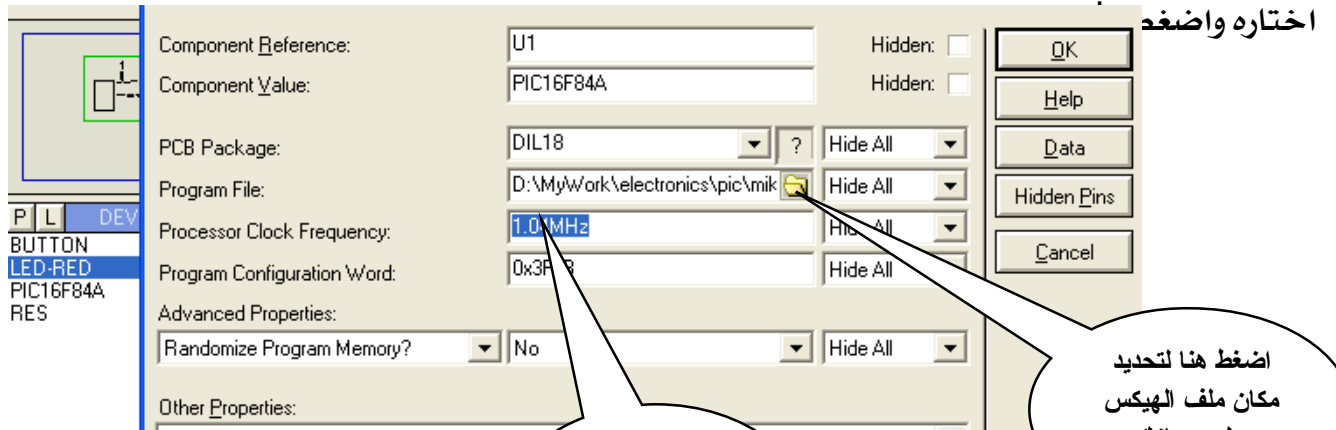 اختاره واضغط
Component Reference: U1 Hidden: OK
Component Value: PIC16F84A Hidden: Help
PCB Package: DIL18 ? Hide All Data
Program File: D:\MyWork\electronics\pic\mik Hide All Hidden Pins
P L DEV
Processor Clock Frequency: MHz Hide All
BUTTON
Cancel
LED-RED
Program Configuration Word: Hide All
PIC16F84A
RES
Advanced Properties:
Randomize Program Memory? No Hide All
اضغط هنا لتحديد
مكان ملف الهيكس
Other Properties: